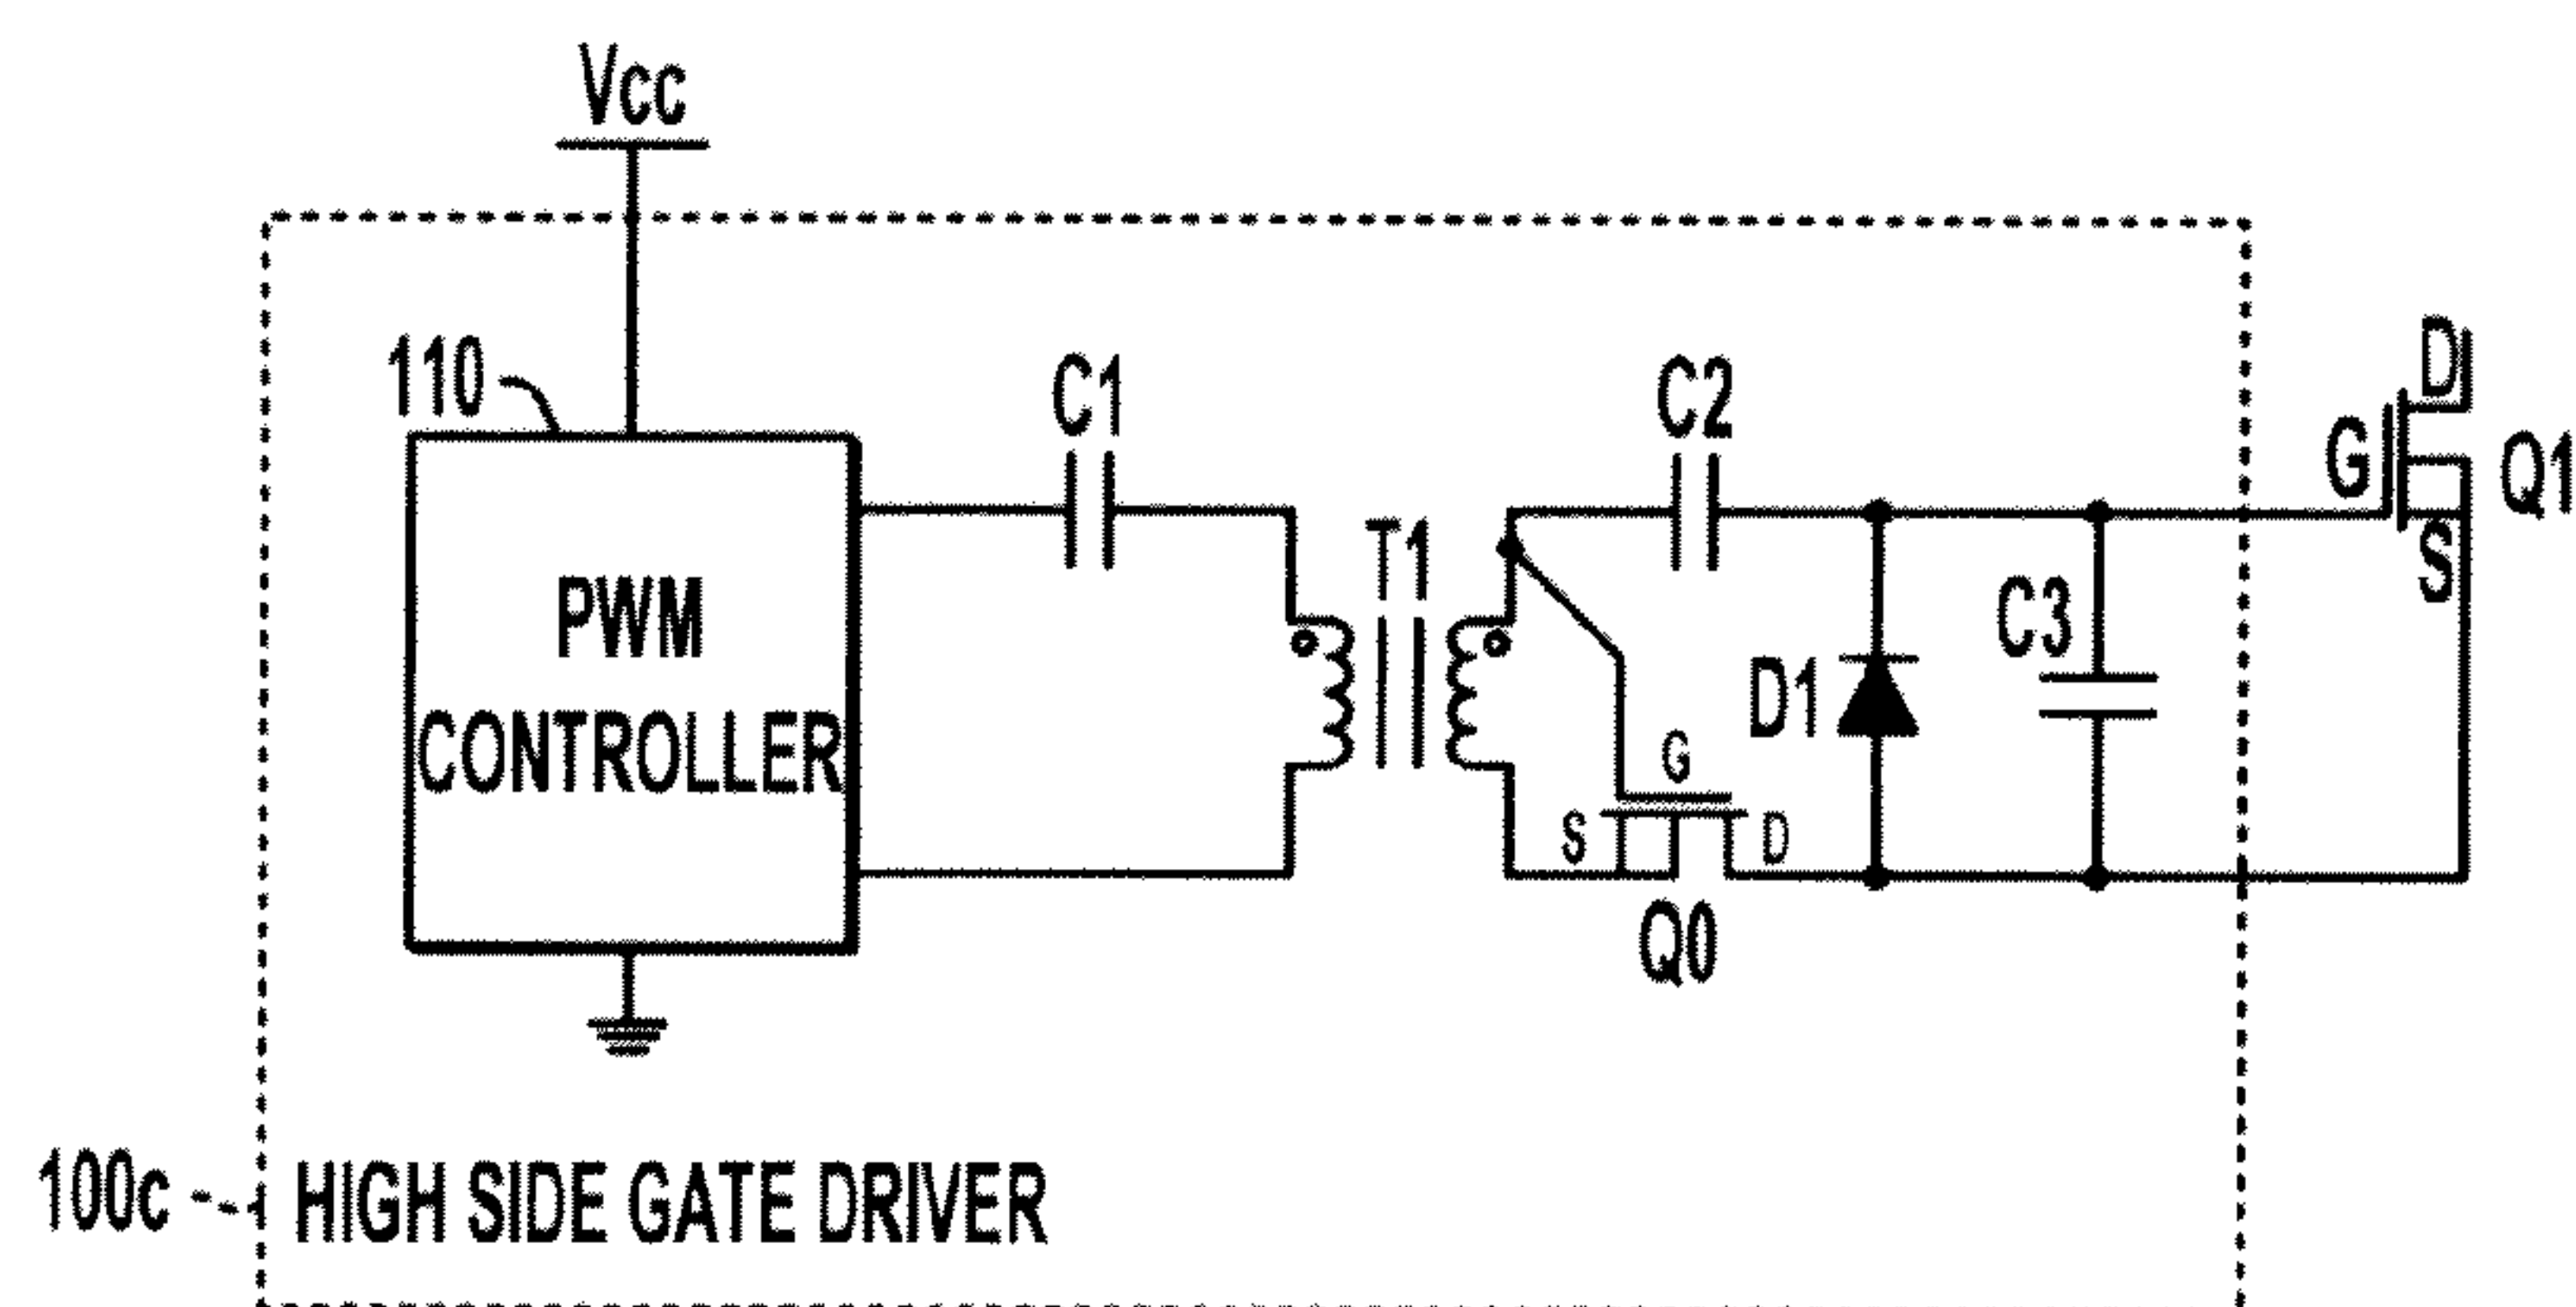 Vcc
110
C1
C2
D
G
Q1
S
T1
PWM
CONTROLLER
C3
D1
G
S
D
Q0
100c
HIGH SIDE GATE DRIVER